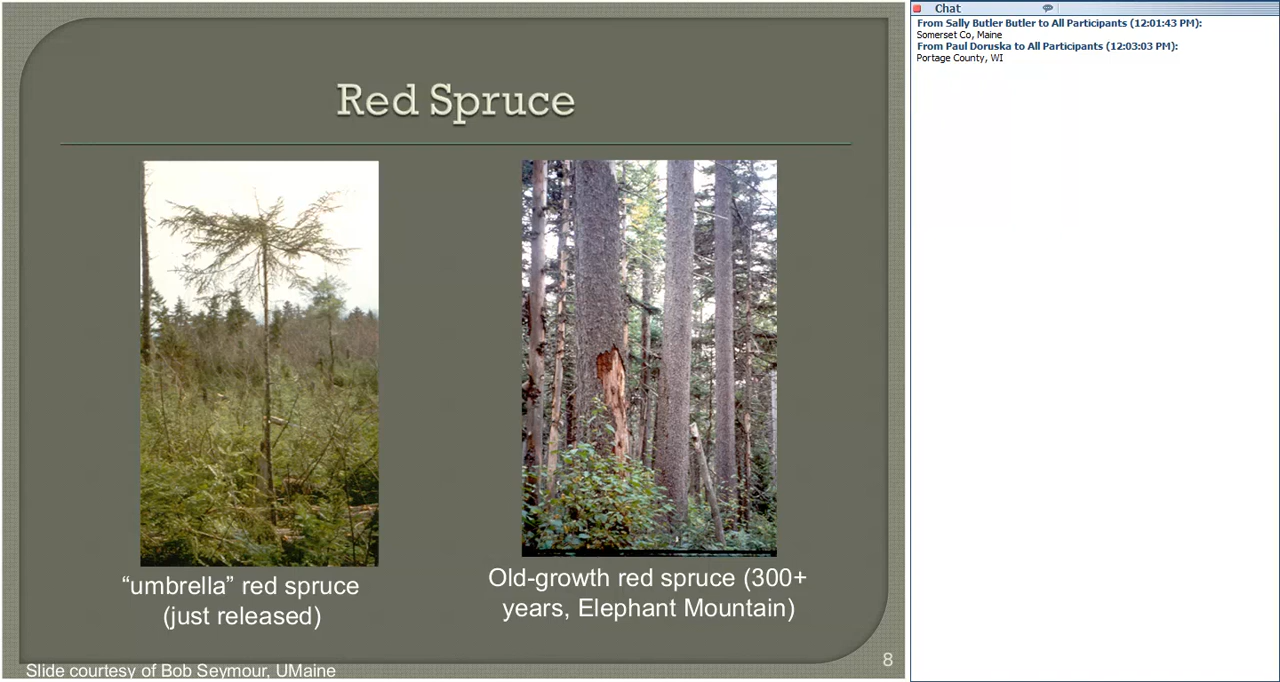 Red Spruce
“umbrella” red spruce
(just released)
Old-growth red spruce (300+
years, Elephant Mountain)
Slide courtesy of Bob Seymour, UMaine
8
Chat
From Sally Butler Butler to All Participants (12:01:43 PM):
Somerset Co, Maine
From Paul Doruska to All Participants (12:03:03 PM):
Portage County, WI